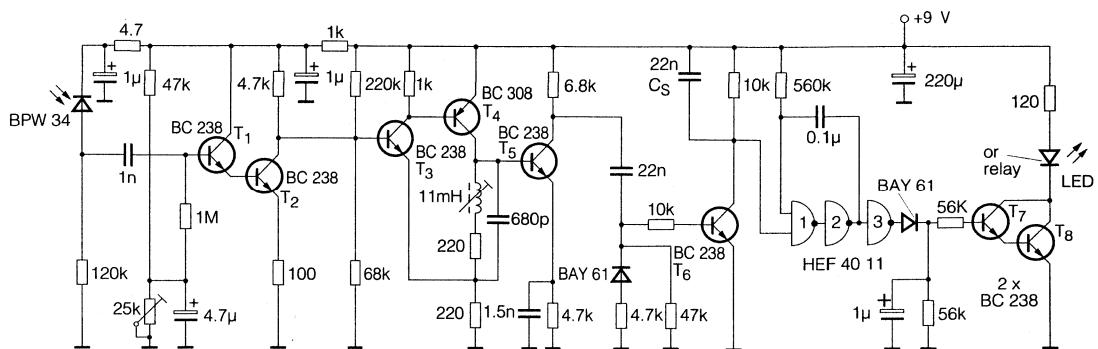 +9 V
4.7
1µ
47k
BPW 34
1n
BC 238
T1
1M
120k
25k
4.7µ
4.7k
BC 238
T2
100
1k
1µ
220k
68k
1k
BC 238
T3
BC 308
T4
11mH
680p
220
220
1.5n
6.8k
BC 238
T5
4.7k
22n
10k
BAY 61
4.7k
47k
BC 238
T6
22n
CS
10k
560k
0.1µ
1
2
3
HEF 40 11
BAY 61
56K
1µ
56k
220µ
120
or
relay
LED
T7
T8
2 x
BC 238